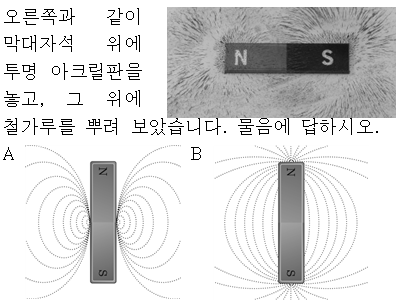 오른쪽과 같이
막대자석 위에
투명 아크릴판을
놓고, 그 위에
철가루를 뿌려 보았습니다. 물음에 답하시오.
N S
A B
N N
S S